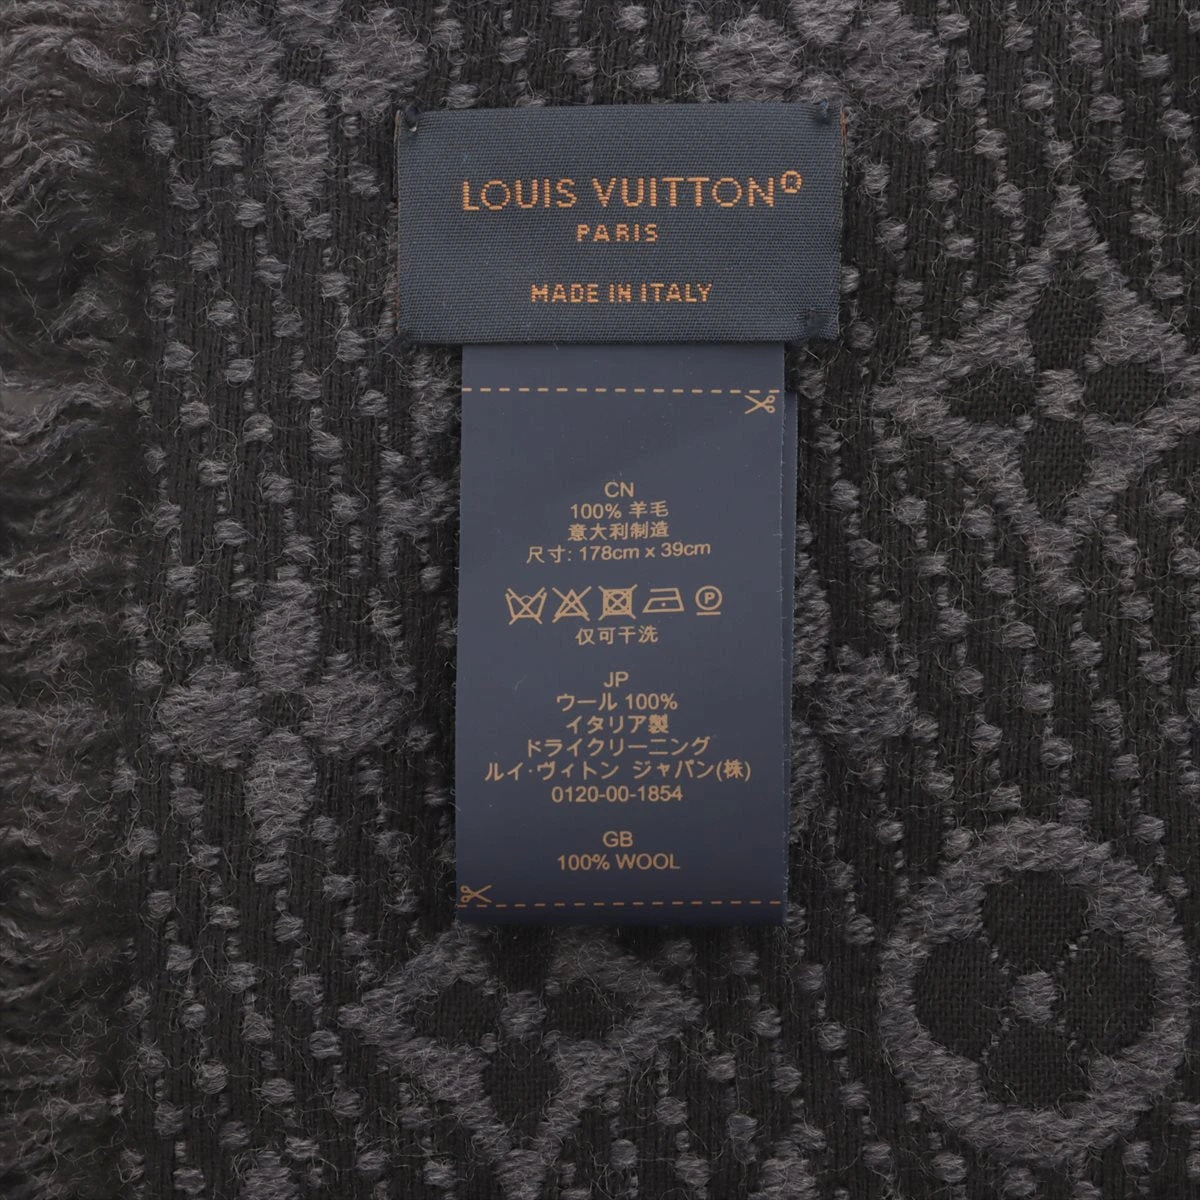 LOUIS VUITTON®
PARIS
MADE IN ITALY
CN
100% 羊毛
意大利制造
尺寸: 178cm x 39cm
P
仅可干洗
JP
ウール 100%
イタリア製
ドライクリーニング
ルイ·ヴィトン ジャパン(株)
0120-00-1854
GB
100% WOOL